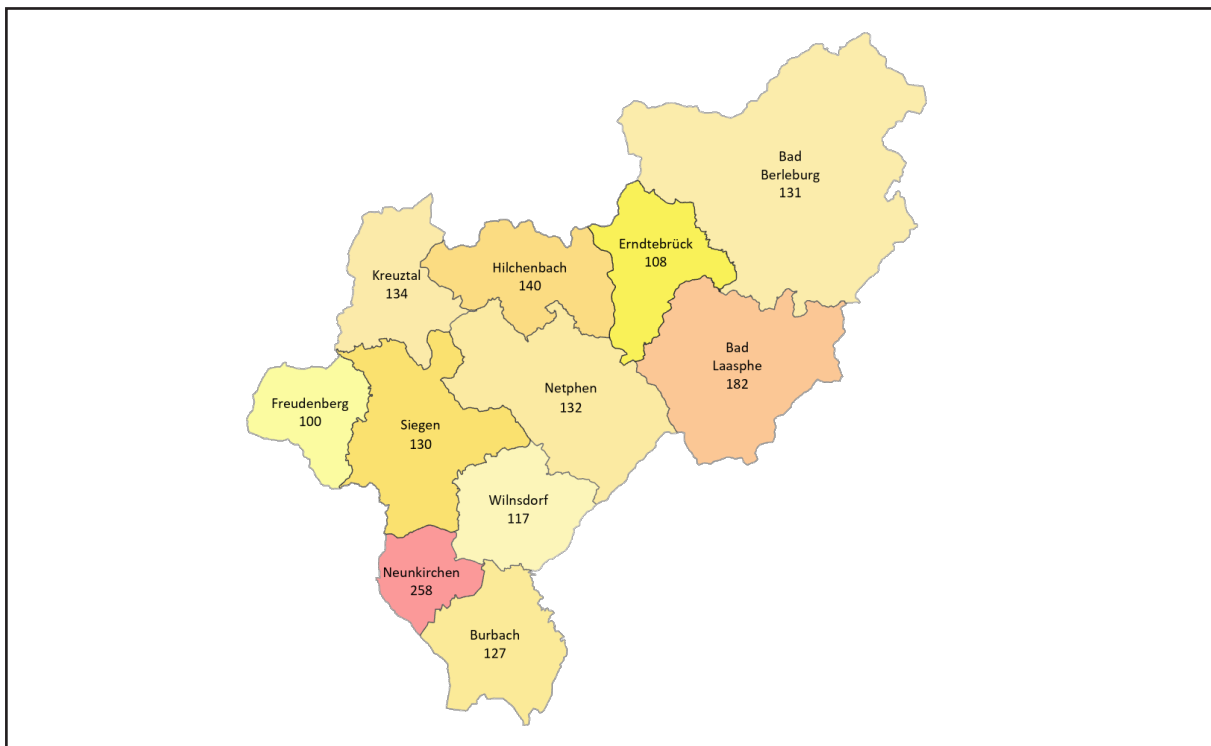 Bad
Berleburg
131
Erndtebrück
108
Hilchenbach
140
Kreuztal
134
Bad
Laasphe
182
Netphen
132
Freudenberg
100
Siegen
130
Wilnsdorf
117
Neunkirchen
258
Burbach
127